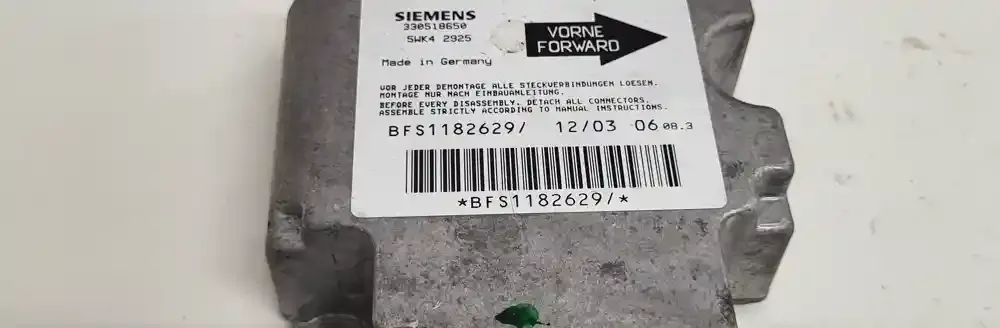 SIEMENS
330518650
5WK4 2925
VORNE
FORWARD
Made in Germany
VOR JEDER DEMONTAGE ALLE STECKVERBINDUNGEN LOESEN.
MONTAGE NUR NACH EINBAUANLEITUNG.
BEFORE EVERY DISASSEMBLY, DETACH ALL CONNECTORS.
ASSEMBLE STRICTLY ACCORDING TO MANUAL INSTRUCTIONS.
BFS1182629/ 12/03 06 08.3
*BFS1182629/*